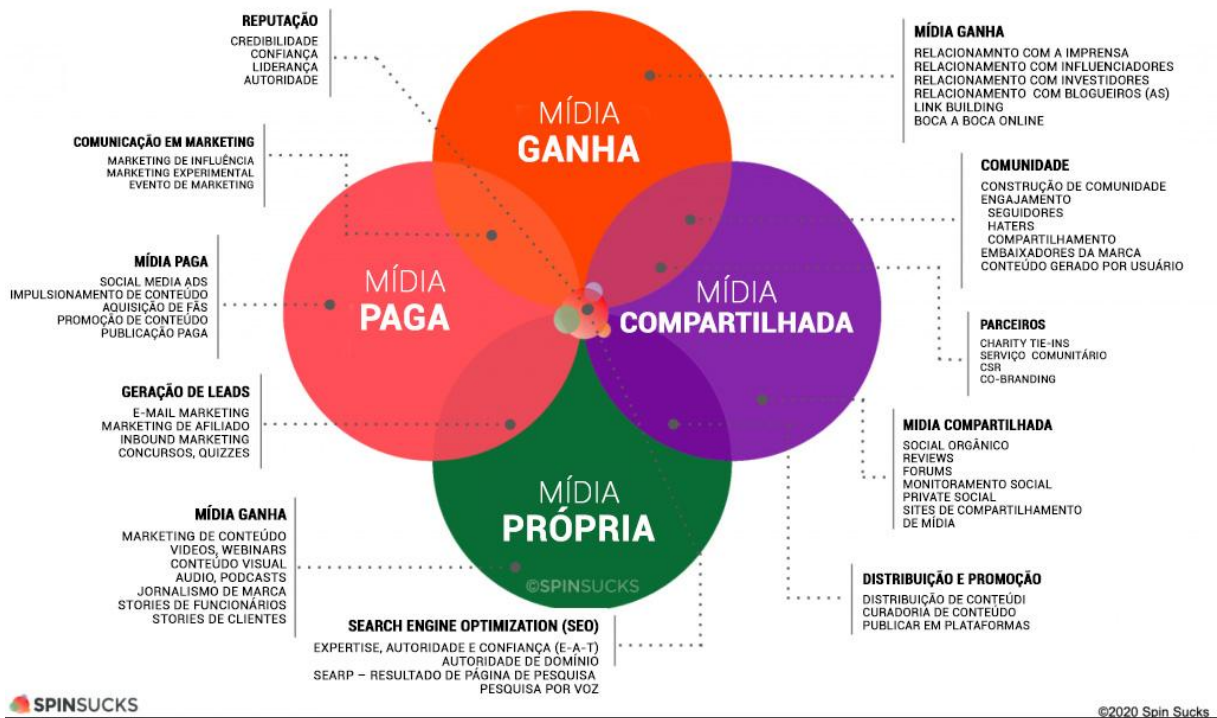 REPUTAÇÃO
CREDIBILIDADE
CONFIANÇA
LIDERANÇA
AUTORIDADE
COMUNICAÇÃO EM MARKETING
MARKETING DE INFLUÊNCIA
MARKETING EXPERIMENTAL
EVENTO DE MARKETING
MÍDIA PAGA
SOCIAL MEDIA ADS
IMPULSIONAMENTO DE CONTEÚDO
AQUISIÇÃO DE FÃS
PROMOÇÃO DE CONTEÚDO
PUBLICAÇÃO PAGA
GERAÇÃO DE LEADS
E-MAIL MARKETING
MARKETING DE AFILIADO
INBOUND MARKETING
CONCURSOS, QUIZZES
MÍDIA GANHA
MARKETING DE CONTEÚDO
VIDEOS, WEBINARS
CONTEÚDO VISUAL
AUDIO, PODCASTS
JORNALISMO DE MARCA
STORIES DE FUNCIONÁRIOS
STORIES DE CLIENTES
SEARCH ENGINE OPTIMIZATION (SEO)
EXPERTISE, AUTORIDADE E CONFIANÇA (E-A-T)
AUTORIDADE DE DOMÍNIO
SEARP – RESULTADO DE PÁGINA DE PESQUISA
PESQUISA POR VOZ
MÍDIA
GANHA
MÍDIA
PAGA
MÍDIA
COMPARTILHADA
MÍDIA
PRÓPRIA
©SPINSUCKS
MÍDIA GANHA
RELACIONAMNTO COM A IMPRENSA
RELACIONAMENTO COM INFLUENCIADORES
RELACIONAMENTO COM INVESTIDORES
RELACIONAMENTO COM BLOGUEIROS (AS)
LINK BUILDING
BOCA A BOCA ONLINE
COMUNIDADE
CONSTRUÇÃO DE COMUNIDADE
ENGAJAMENTO
SEGUIDORES
HATERS
COMPARTILHAMENTO
EMBAIXADORES DA MARCA
CONTEÚDO GERADO POR USUÁRIO
PARCEIROS
CHARITY TIE-INS
SERVIÇO COMUNITÁRIO
CSR
CO-BRANDING
MIDIA COMPARTILHADA
SOCIAL ORGÂNICO
REVIEWS
FORUMS
MONITORAMENTO SOCIAL
PRIVATE SOCIAL
SITES DE COMPARTILHAMENTO
DE MÍDIA
DISTRIBUIÇÃO E PROMOÇÃO
DISTRIBUIÇÃO DE CONTEÚDI
CURADORIA DE CONTEÚDO
PUBLICAR EM PLATAFORMAS
SPINSUCKS
©2020 Spin Sucks